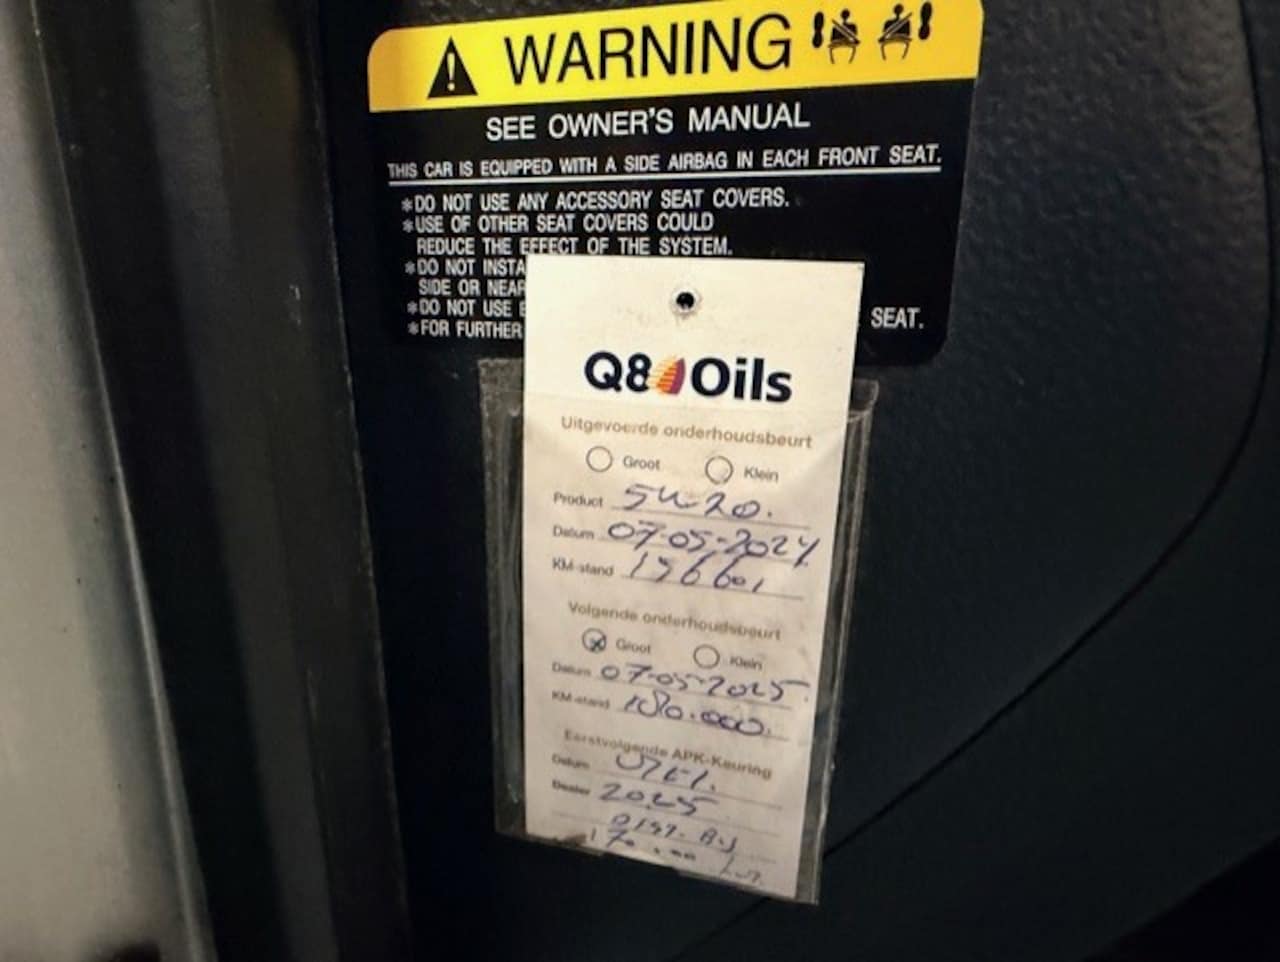 WARNING
SEE OWNER'S MANUAL
THIS CAR IS EQUIPPED WITH A SIDE AIRBAG IN EACH FRONT SEAT.
*DO NOT USE ANY ACCESSORY SEAT COVERS.
*USE OF OTHER SEAT COVERS COULD
REDUCE THE EFFECT OF THE SYSTEM.
*DO NOT INSTA
SIDE OR NEAR
*DO NOT USE SEAT.
*FOR FURTHER
Q8 Oils
Uitgevoerde onderhoudsbeurt
Groot Klein
Product 5W-20.
Datum 07-05-2024
KM-stand 156601
Volgende onderhoudsbeurt
Groot Klein
Datum 07-05-2025
KM-stand 180.000.
Eerstvolgende APK-Keuring
Datum
Dealer 2025